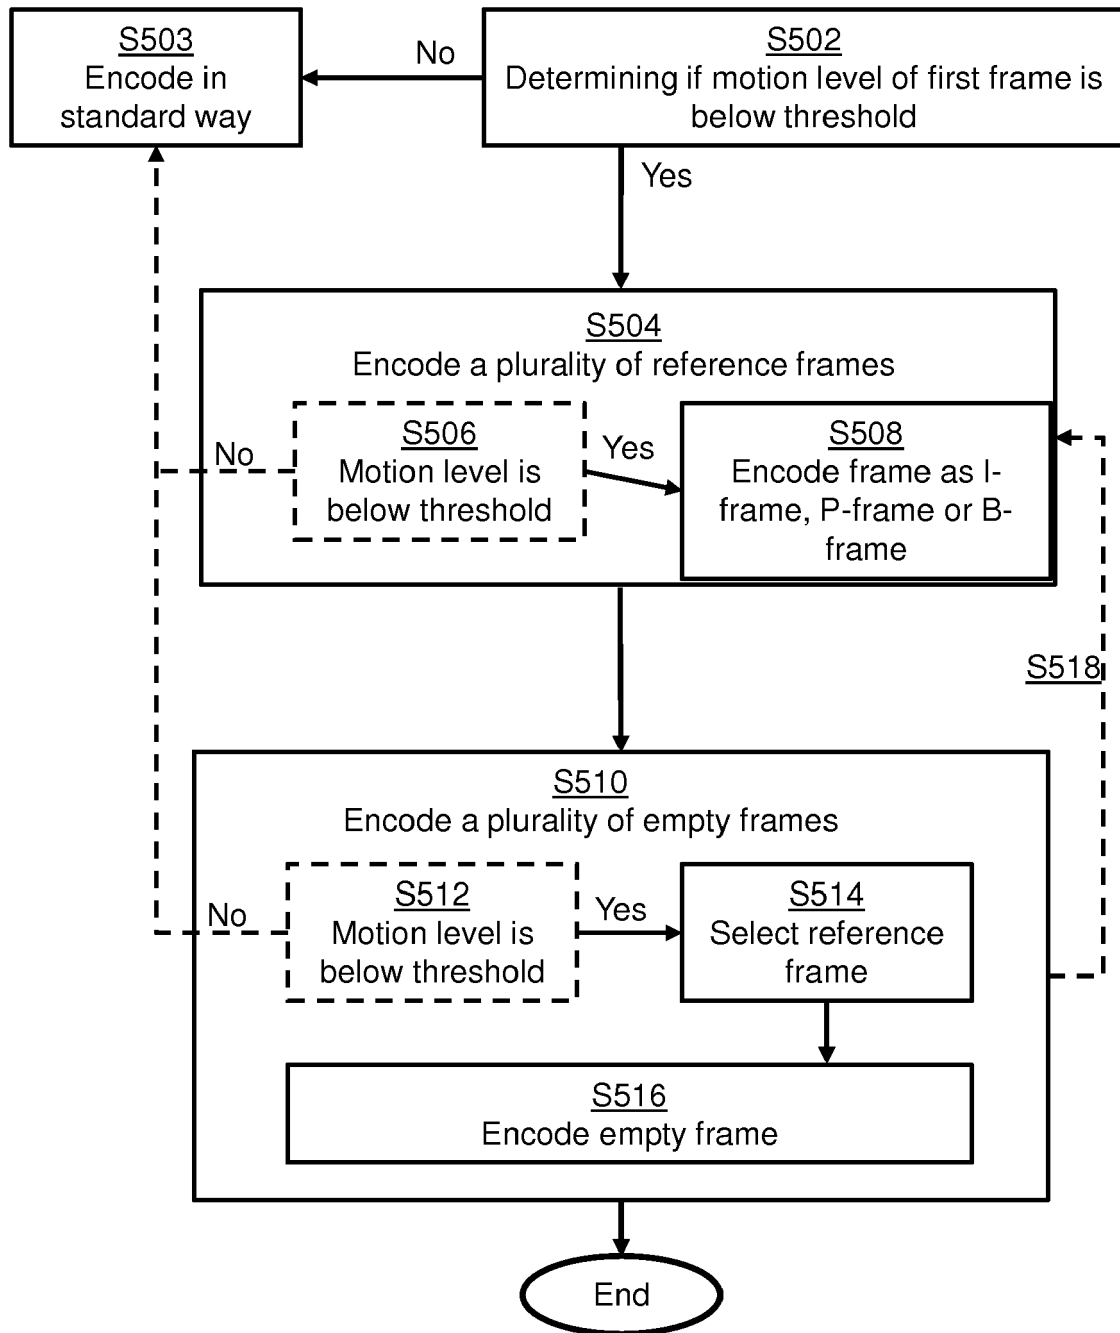 S503
Encode in
standard way
No
S502
Determining if motion level of first frame is
below threshold
Yes
S504
Encode a plurality of reference frames
No
S506
Motion level is
below threshold
Yes
S508
Encode frame as I-
frame, P-frame or B-
frame
S518
S510
Encode a plurality of empty frames
No
S512
Motion level is
below threshold
Yes
S514
Select reference
frame
S516
Encode empty frame
End